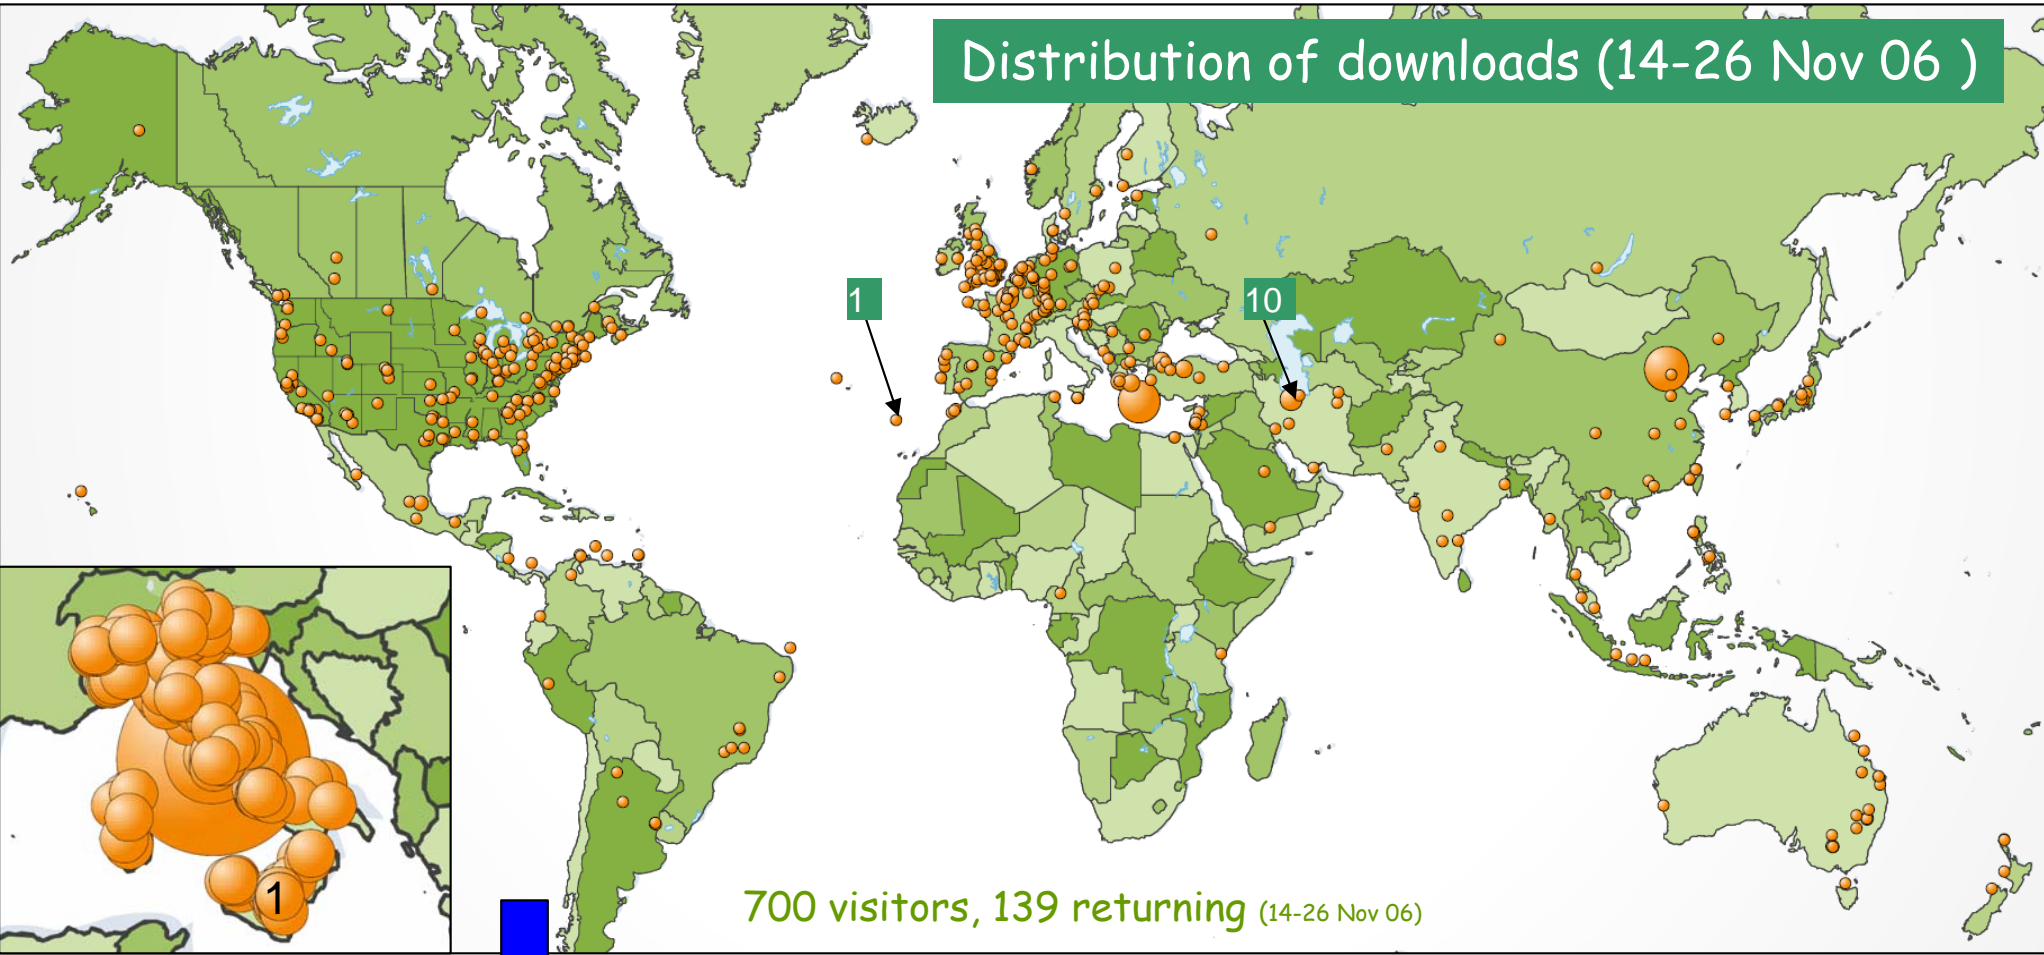 Distribution of downloads (14-26 Nov 06 )
1
10
1
700 visitors, 139 returning (14-26 Nov 06)